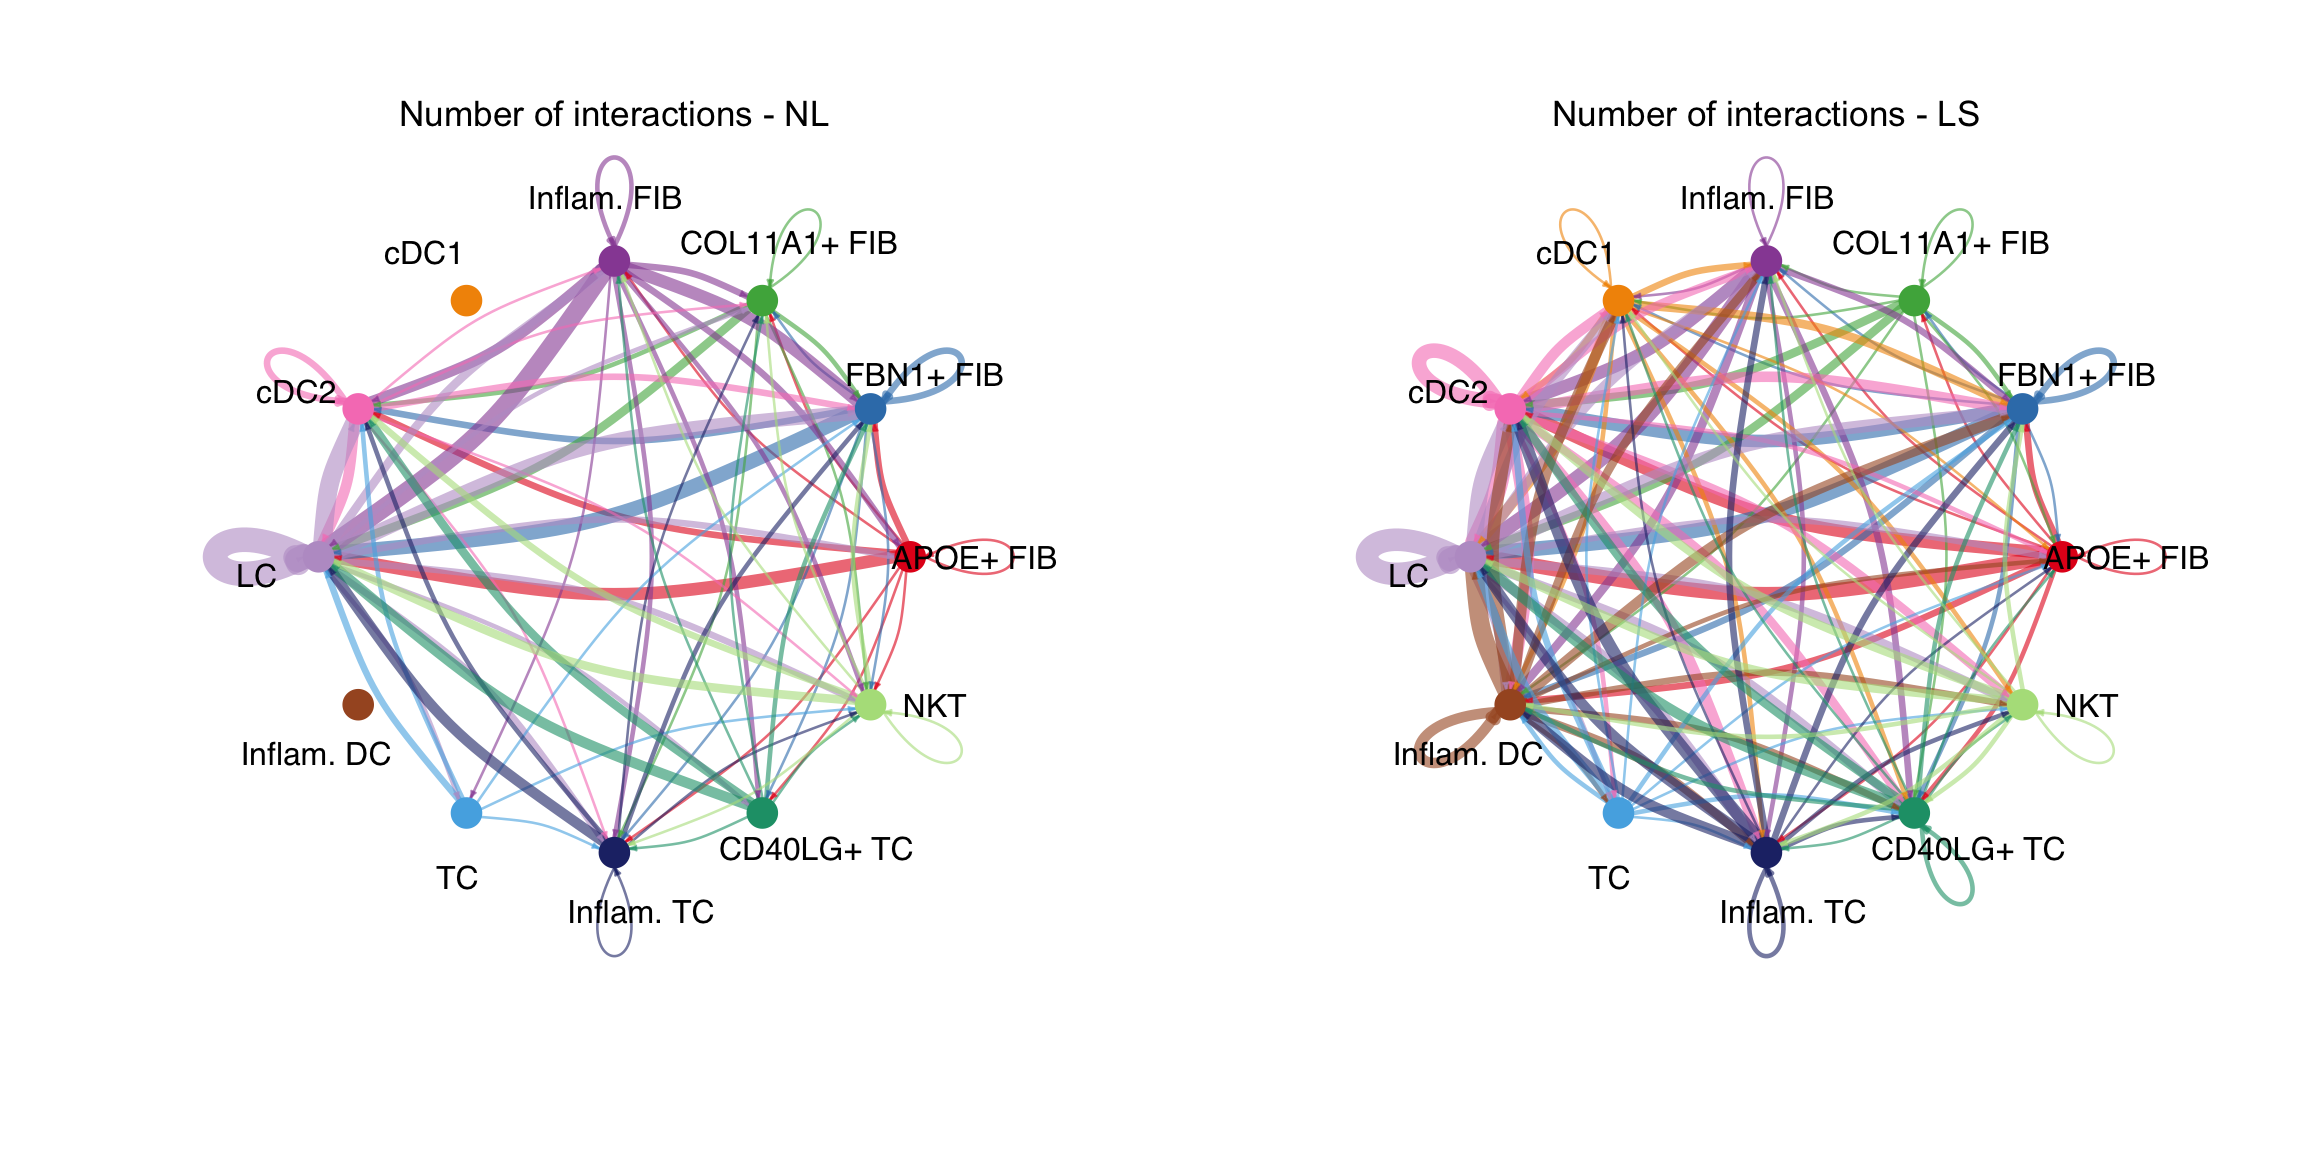 Number of interactions - NL
Inflam. FIB
cDC1
COL11A1+ FIB
cDC2
FBN1+ FIB
LC
APOE+ FIB
Inflam. DC
NKT
TC
CD40LG+ TC
Inflam. TC
Number of interactions - LS
Inflam. FIB
cDC1
COL11A1+ FIB
cDC2
FBN1+ FIB
LC
APOE+ FIB
Inflam. DC
NKT
TC
CD40LG+ TC
Inflam. TC